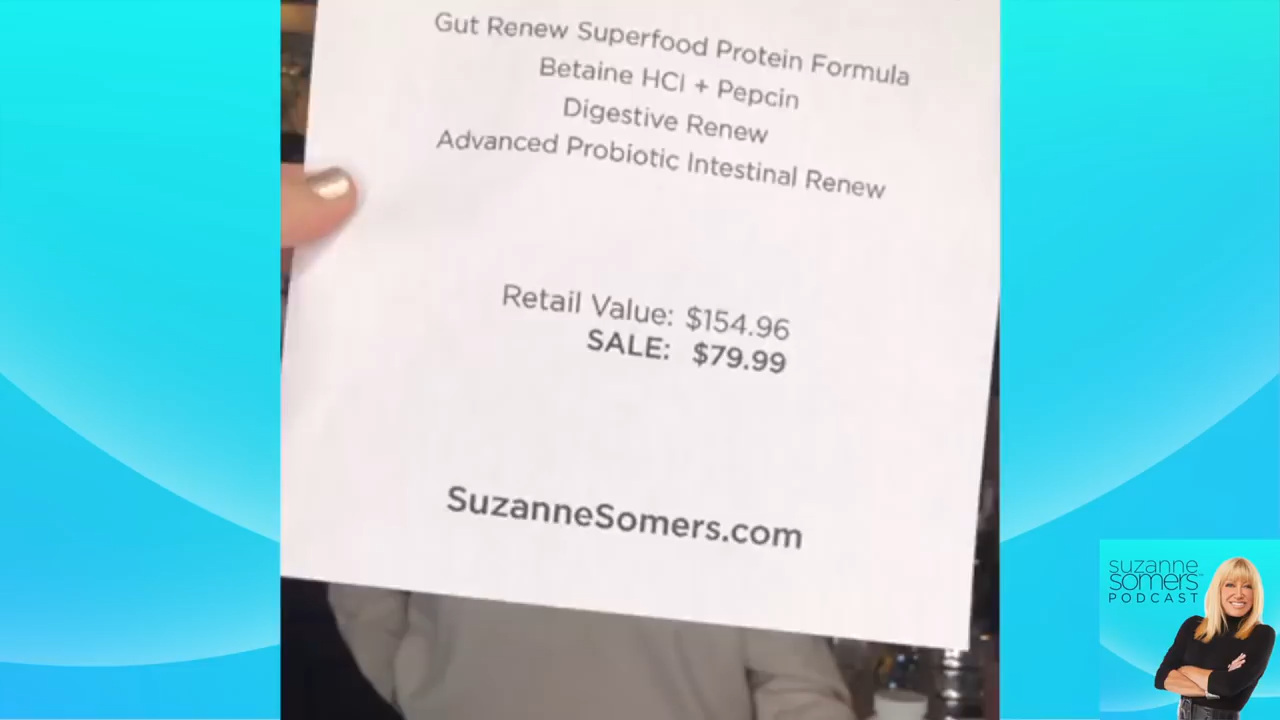 Gut Renew Superfood Protein Formula
Betaine HCl + Pepcin
Digestive Renew
Advanced Probiotic Intestinal Renew
Retail Value: $154.96
SALE: $79.99
SuzanneSomers.com
suzanne
somers™
PODCAST